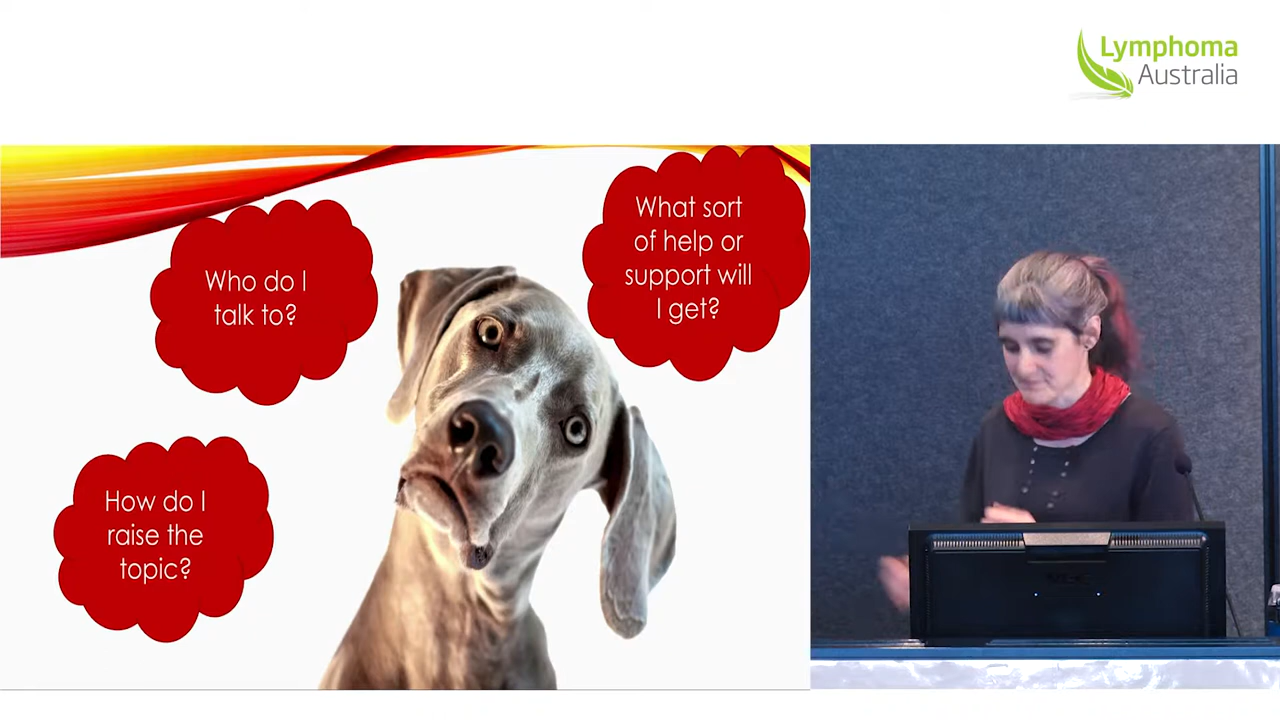 Lymphoma
Australia
Who do I
talk to?
What sort
of help or
support will
I get?
How do I
raise the
topic?